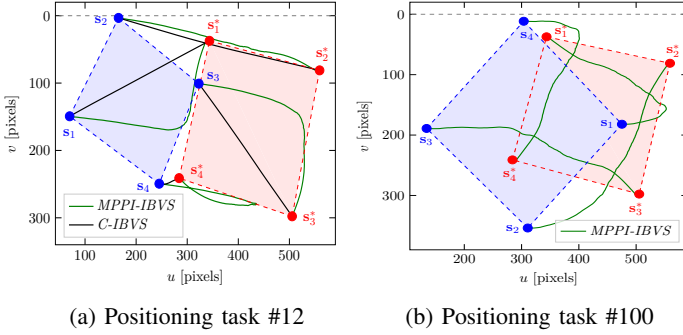 0
100
200
300
v [pixels]
s₂
s₁*
s₂*
s₃
s₁
s₄
s₄*
s₃*
MPPI-IBVS
C-IBVS
100 200 300 400 500
u [pixels]
0
100
200
300
v [pixels]
s₄
s₁*
s₂*
s₃
s₁
s₄*
s₃*
s₂
MPPI-IBVS
200 300 400 500
u [pixels]
(a) Positioning task #12
(b) Positioning task #100